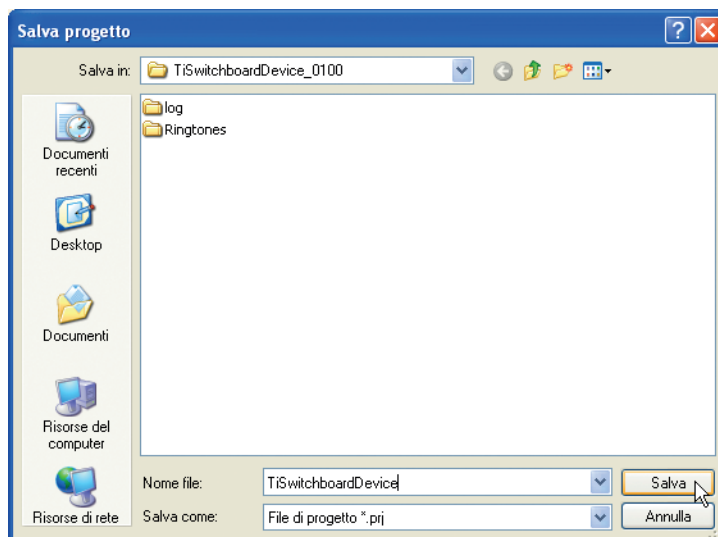 Salva progetto
Salva in:
TiSwitchboardDevice_0100
log
Ringtones
Documenti
recenti
Desktop
Documenti
Risorse del
computer
Risorse di rete
Nome file:
TiSwitchboardDevice
Salva
Salva come:
File di progetto *.prj
Annulla